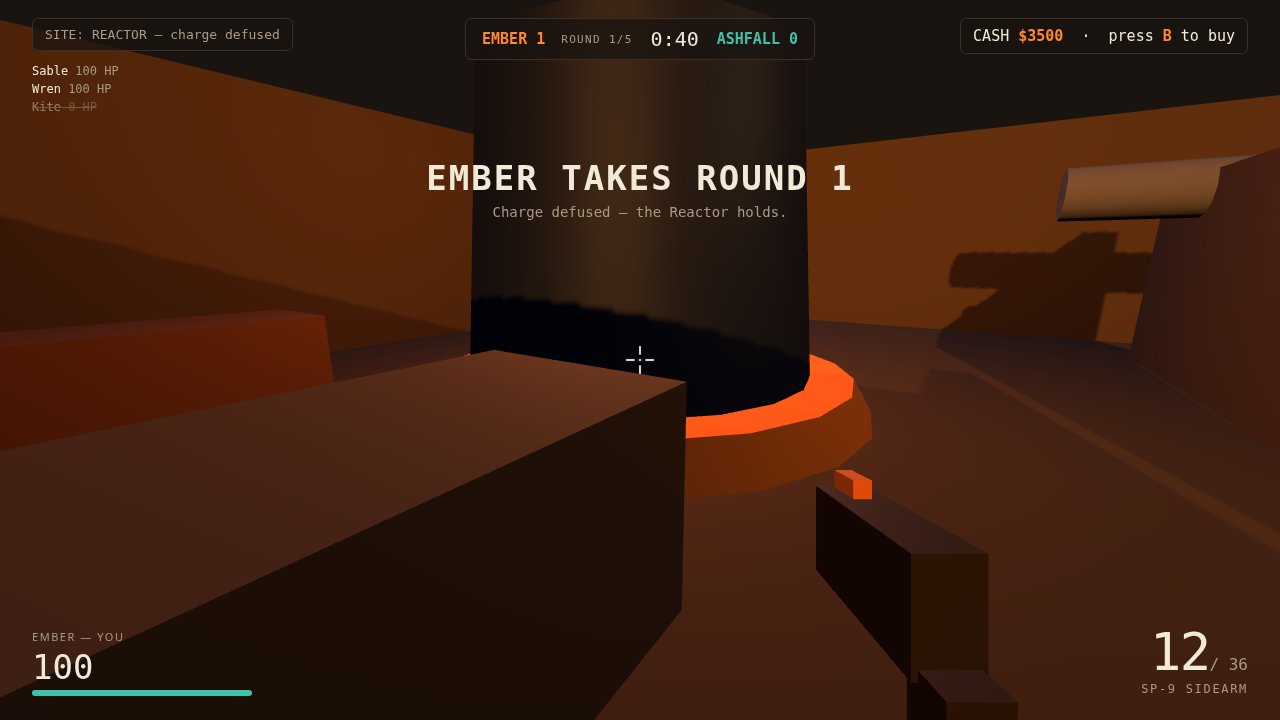 SITE: REACTOR — charge defused
EMBER 1 ROUND 1/5 0:40 ASHFALL 0
CASH $3500 · press B to buy
Sable 100 HP
Wren 100 HP
Kite 0 HP
EMBER TAKES ROUND 1
Charge defused — the Reactor holds.
EMBER — YOU
100
12 / 36
SP-9 SIDEARM